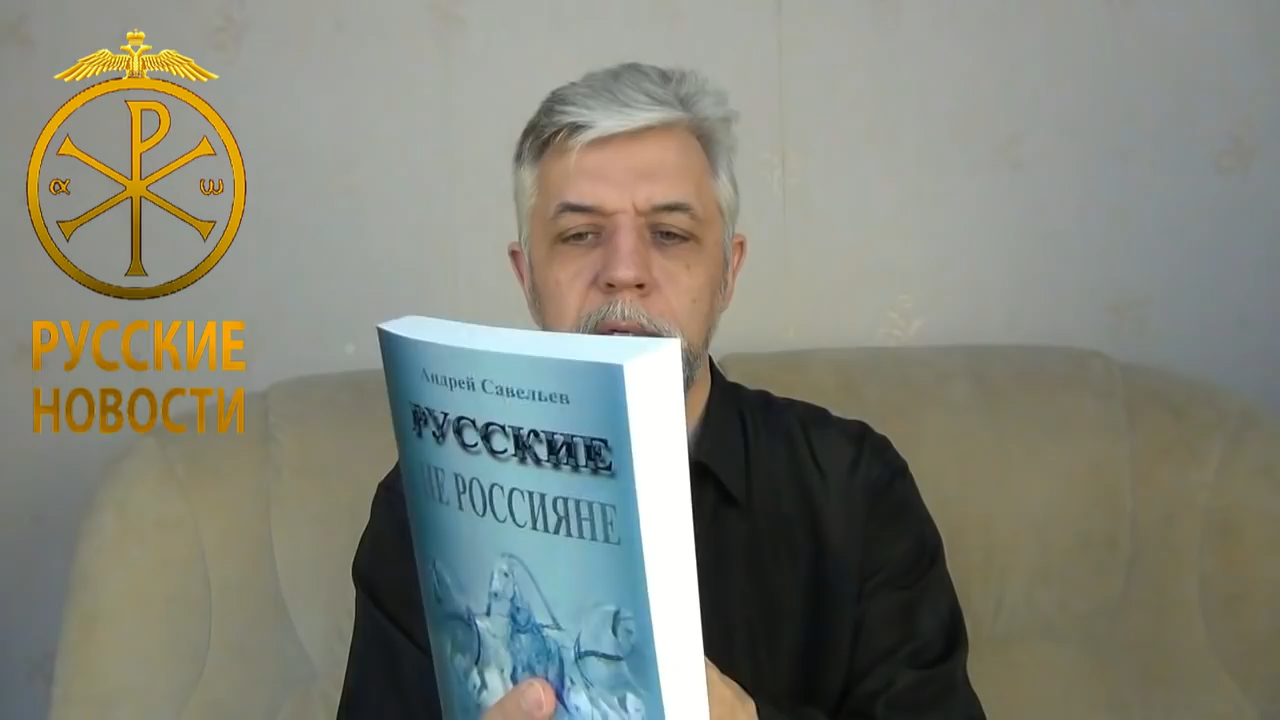 Р
α ω
РУССКИЕ
НОВОСТИ
Андрей Савельев
РУССКИЕ
НЕ РОССИЯНЕ